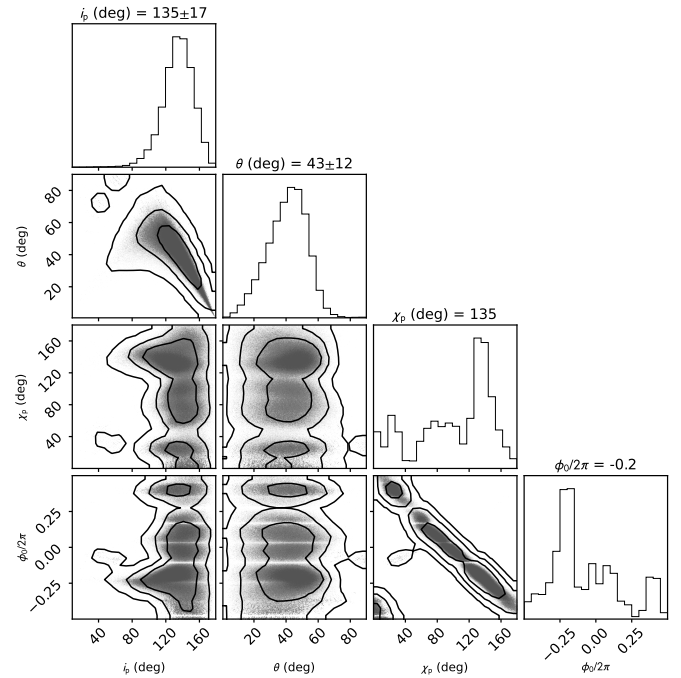 i_p (deg) = 135±17
θ (deg) = 43±12
80
60
40
20
θ (deg)
χ_p (deg) = 135
160
120
80
40
χ_p (deg)
ϕ_0/2π = -0.2
0.25
0.00
−0.25
ϕ_0/2π
40 80 120 160
20 40 60 80
40 80 120 160
−0.25 0.00 0.25
i_p (deg) θ (deg) χ_p (deg) ϕ_0/2π